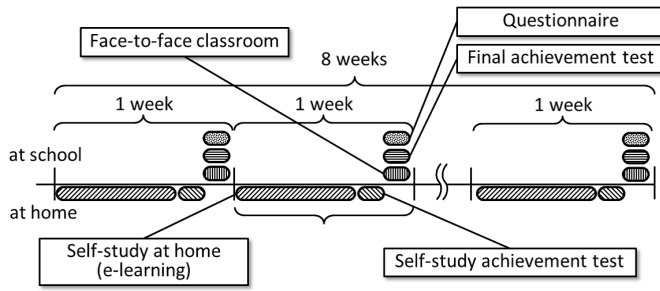 Questionnaire
Face-to-face classroom
Final achievement test
8 weeks
1 week
1 week
1 week
at school
at home
Self-study at home
(e-learning)
Self-study achievement test